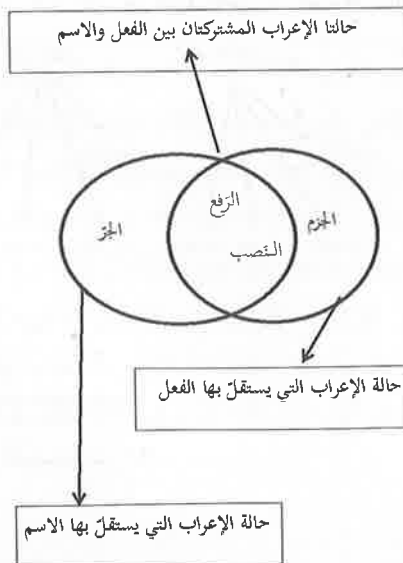 حالتا الإعراب المشتركتان بين الفعل والاسم
الرَفع
الجزم
الجرّ
النَصب
حالة الإعراب التي يستقلّ بها الفعل
حالة الإعراب التي يستقلّ بها الاسم